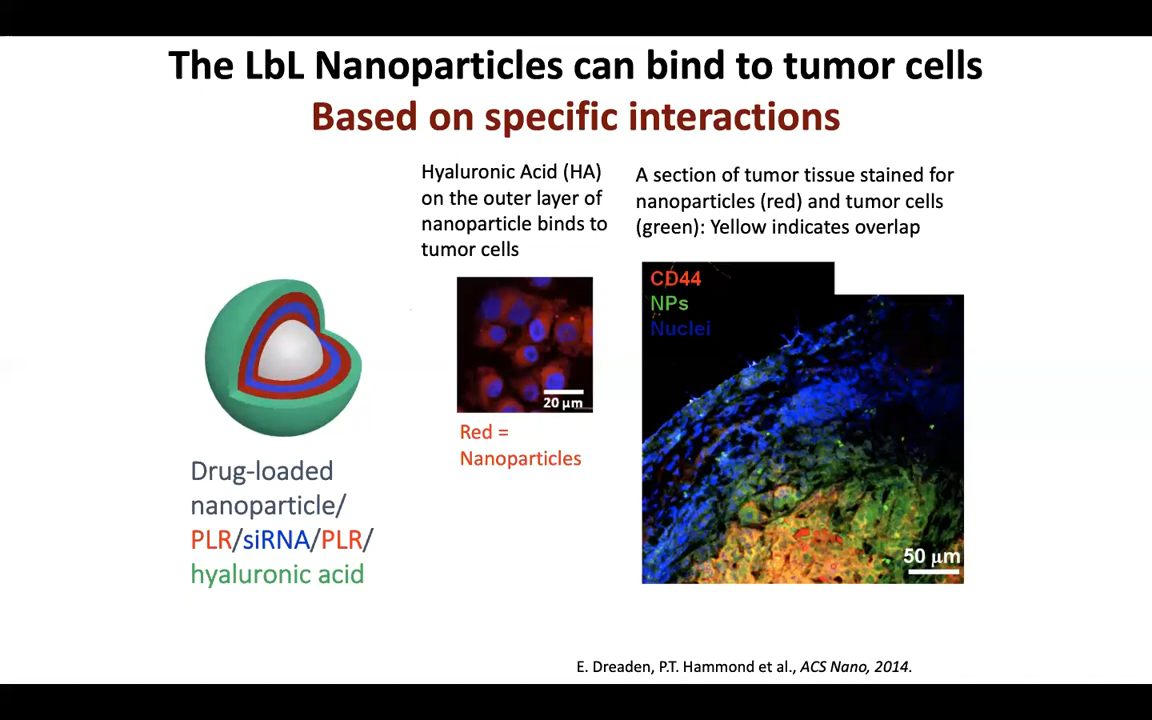 The LbL Nanoparticles can bind to tumor cells
Based on specific interactions
Hyaluronic Acid (HA)
on the outer layer of
nanoparticle binds to
tumor cells
A section of tumor tissue stained for
nanoparticles (red) and tumor cells
(green): Yellow indicates overlap
CD44
NPs
Nuclei
20 µm
Red =
Nanoparticles
50 µm
Drug-loaded
nanoparticle/
PLR/siRNA/PLR/
hyaluronic acid
E. Dreaden, P.T. Hammond et al., ACS Nano, 2014.